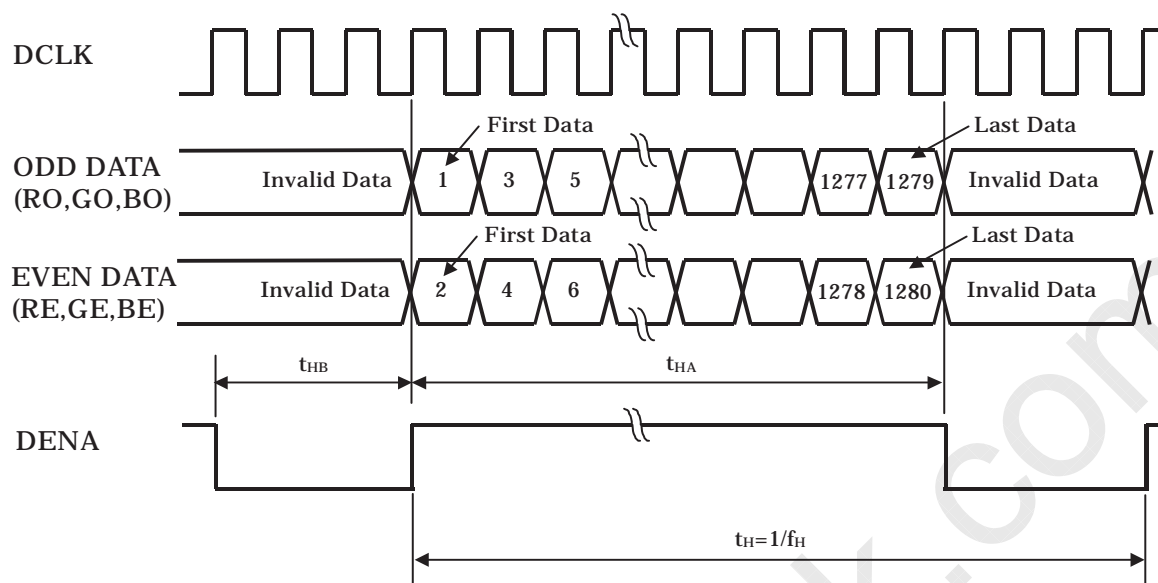 DCLK
First Data
Last Data
ODD DATA
(RO,GO,BO)
Invalid Data
1
3
5
1277
1279
Invalid Data
First Data
Last Data
EVEN DATA
(RE,GE,BE)
Invalid Data
2
4
6
1278
1280
Invalid Data
tHB
tHA
DENA
tH=1/fH